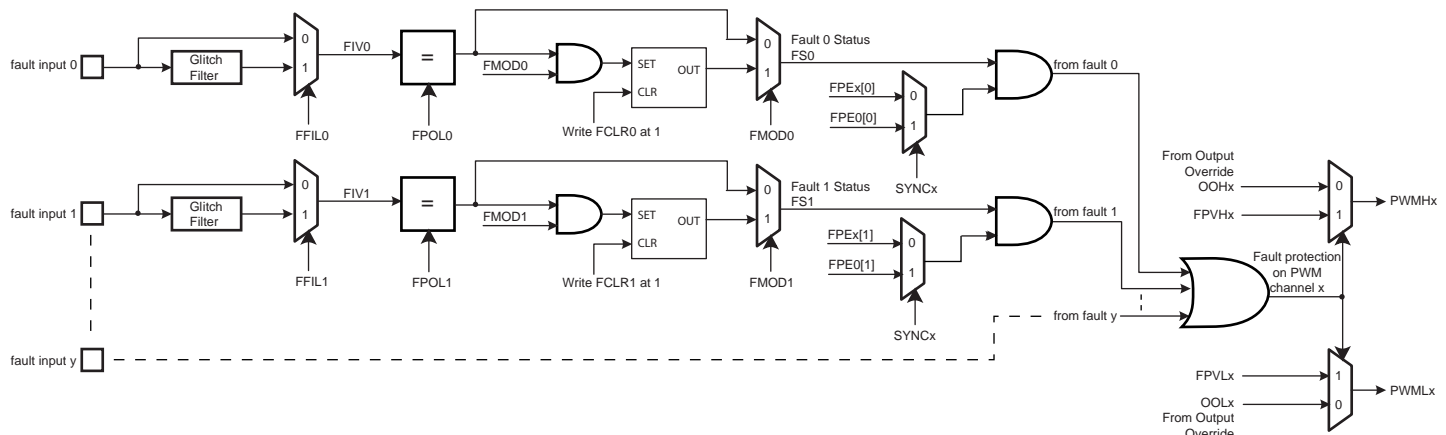 fault input 0
Glitch
Filter
0
1
FFIL0
FIV0
=
FPOL0
FMOD0
SET
OUT
CLR
Write FCLR0 at 1
0
1
FMOD0
Fault 0 Status
FS0
FPEx[0]
FPE0[0]
0
1
SYNCx
from fault 0
fault input 1
Glitch
Filter
0
1
FFIL1
FIV1
=
FPOL1
FMOD1
SET
OUT
CLR
Write FCLR1 at 1
0
1
FMOD1
Fault 1 Status
FS1
FPEx[1]
FPE0[1]
0
1
SYNCx
from fault 1
fault input y
from fault y
From Output
Override
OOHx
FPVHx
0
1
PWMHx
Fault protection
on PWM
channel x
FPVLx
OOLx
From Output
Override
1
0
PWMLx